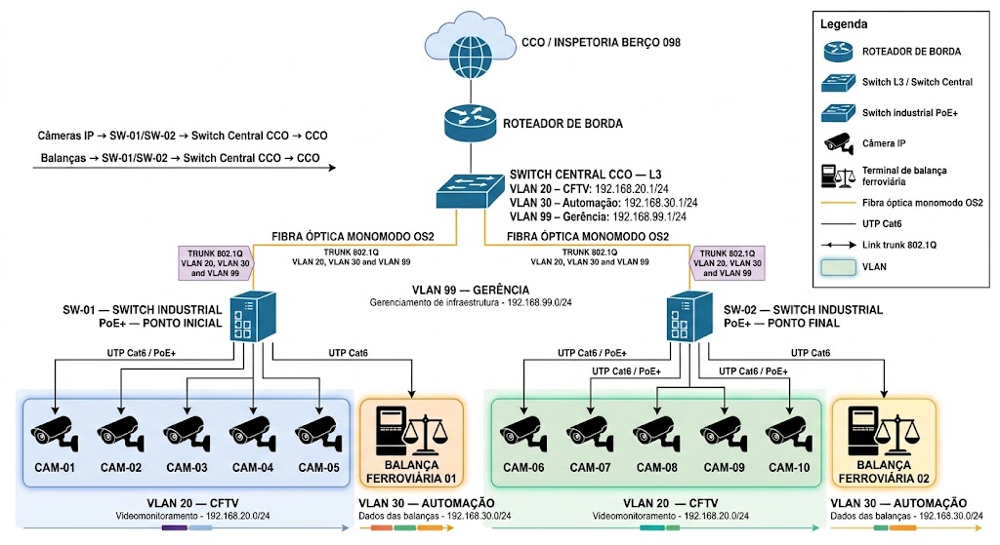 CCO / INSPETORIA BERÇO 098
ROTEADOR DE BORDA
Câmeras IP → SW-01/SW-02 → Switch Central CCO → CCO
Balanças → SW-01/SW-02 → Switch Central CCO → CCO
SWITCH CENTRAL CCO — L3
VLAN 20 – CFTV: 192.168.20.1/24
VLAN 30 – Automação: 192.168.30.1/24
VLAN 99 – Gerência: 192.168.99.1/24
Legenda
ROTEADOR DE BORDA
Switch L3 / Switch Central
Switch industrial PoE+
Câmera IP
Terminal de balança
ferroviária
Fibra óptica monomodo OS2
UTP Cat6
Link trunk 802.1Q
VLAN
FIBRA ÓPTICA MONOMODO OS2
TRUNK 802.1Q
VLAN 20, VLAN 30 and VLAN 99
FIBRA ÓPTICA MONOMODO OS2
TRUNK 802.1Q
VLAN 20, VLAN 30 and VLAN 99
TRUNK 802.1Q
VLAN 20, VLAN 30
and VLAN 99
TRUNK 802.1Q
VLAN 20, VLAN 30
and VLAN 99
VLAN 99 — GERÊNCIA
Gerenciamento de infraestrutura - 192.168.99.0/24
SW-01 — SWITCH INDUSTRIAL
PoE+ — PONTO INICIAL
SW-02 — SWITCH INDUSTRIAL
PoE+ — PONTO FINAL
UTP Cat6 / PoE+
UTP Cat6
UTP Cat6 / PoE+
UTP Cat6 / PoE+
UTP Cat6 / PoE+
UTP Cat6
CAM-01
CAM-02
CAM-03
CAM-04
CAM-05
BALANÇA
FERROVIÁRIA 01
CAM-06
CAM-07
CAM-08
CAM-09
CAM-10
BALANÇA
FERROVIÁRIA 02
VLAN 20 — CFTV
Videomonitoramento - 192.168.20.0/24
VLAN 30 — AUTOMAÇÃO
Dados das balanças - 192.168.30.0/24
VLAN 20 — CFTV
Videomonitoramento - 192.168.20.0/24
VLAN 30 — AUTOMAÇÃO
Dados das balanças - 192.168.30.0/24